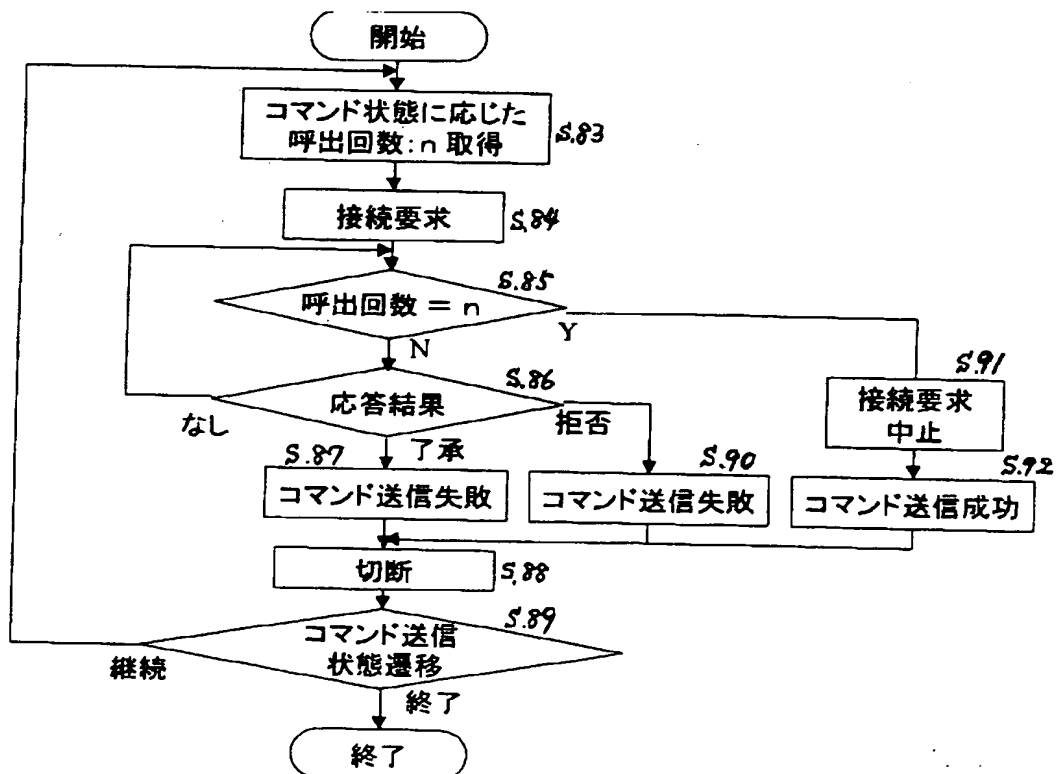 開始
コマンド状態に応じた
呼出回数:n 取得
S.83
接続要求
S.84
S.85
呼出回数 = n
Y
N
S.86
応答結果
なし
拒否
了承
S.91
接続要求
中止
S.87
コマンド送信失敗
S.90
コマンド送信失敗
S.92
コマンド送信成功
切断
S.88
S.89
コマンド送信
状態遷移
継続
終了
終了